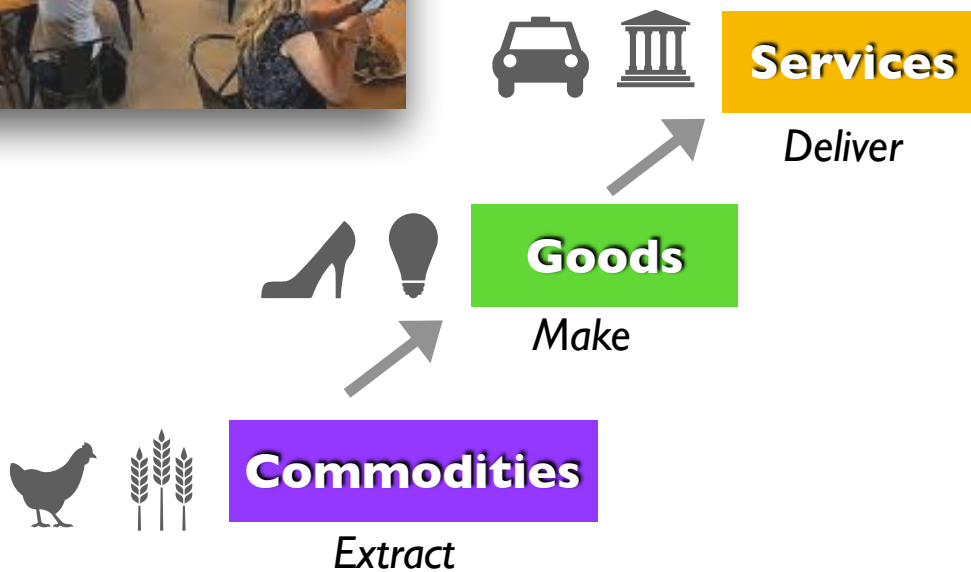 Services
Deliver
Goods
Make
Commodities
Extract